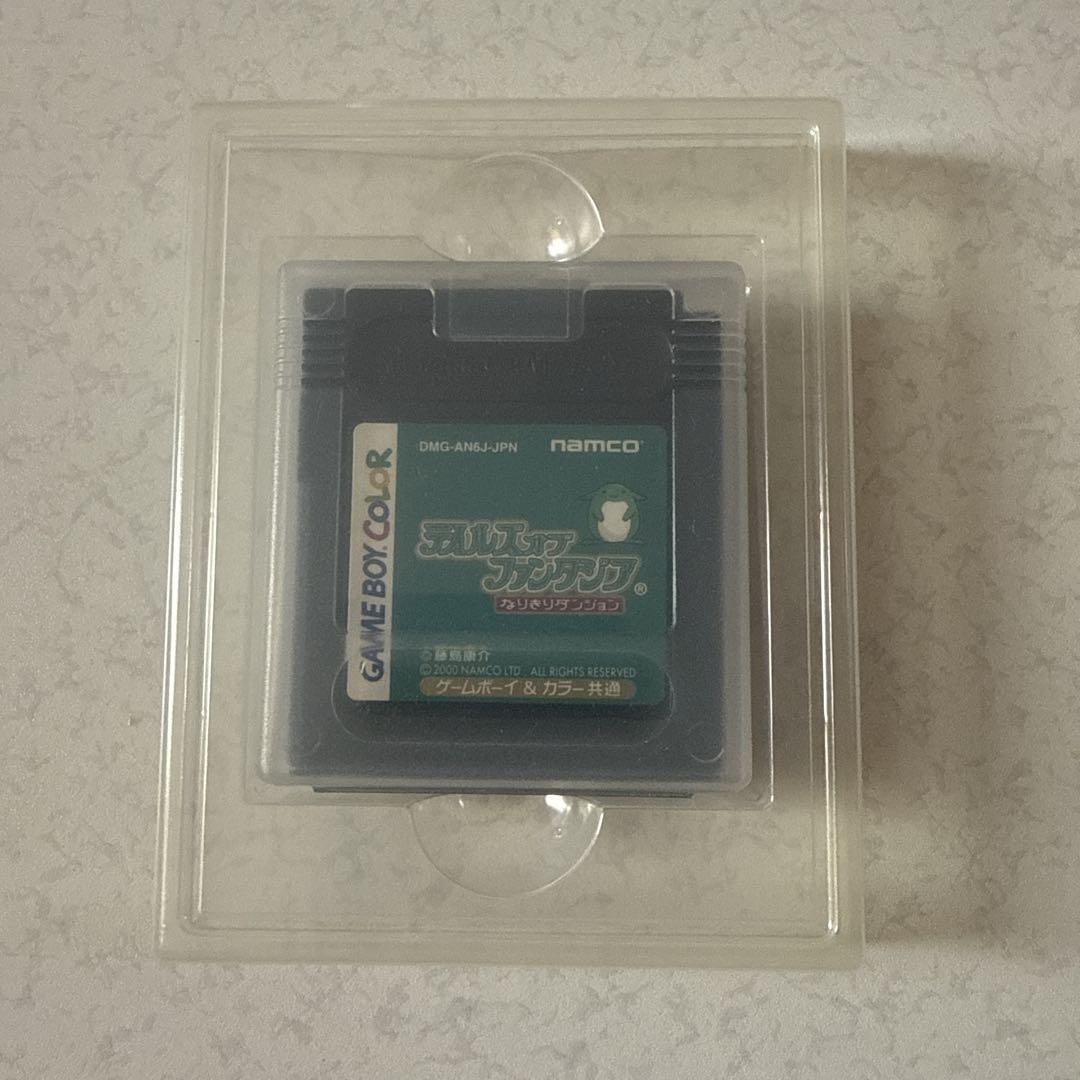 DMG-AN6J-JPN
namco
GAME BOY COLOR
テイルズオブ
ファンタジア®
なりきりダンジョン
©藤島康介
©2000 NAMCO LTD. ALL RIGHTS RESERVED
ゲームボーイ & カラー共通